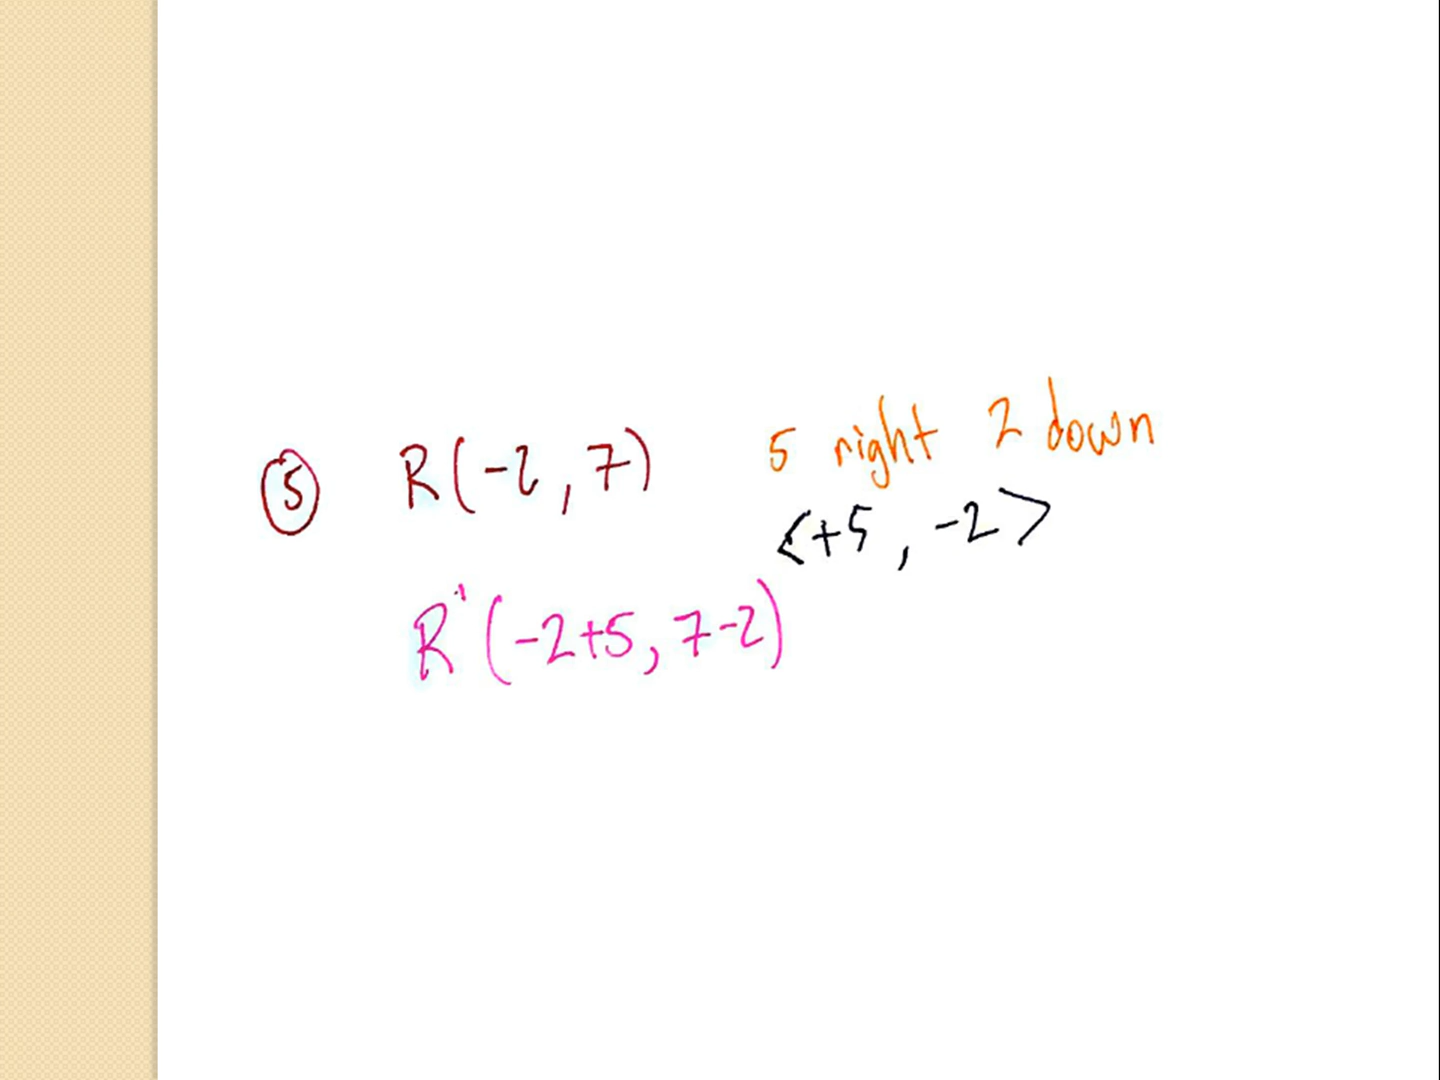 ⑤ R(-2,7) 5 right 2 down
<+5, -2>
R'(-2+5, 7-2)